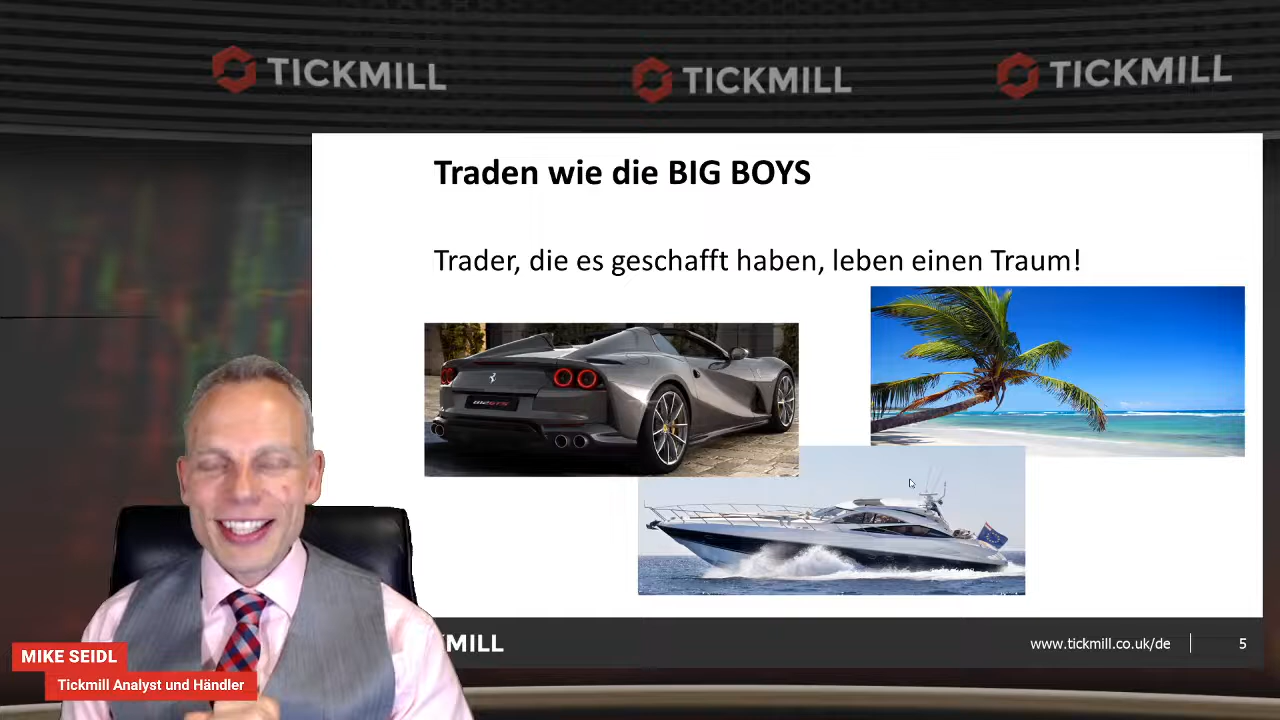 TICKMILL
TICKMILL
TICKMILL
Traden wie die BIG BOYS
Trader, die es geschafft haben, leben einen Traum!
MILL
www.tickmill.co.uk/de
5
MIKE SEIDL
Tickmill Analyst und Händler